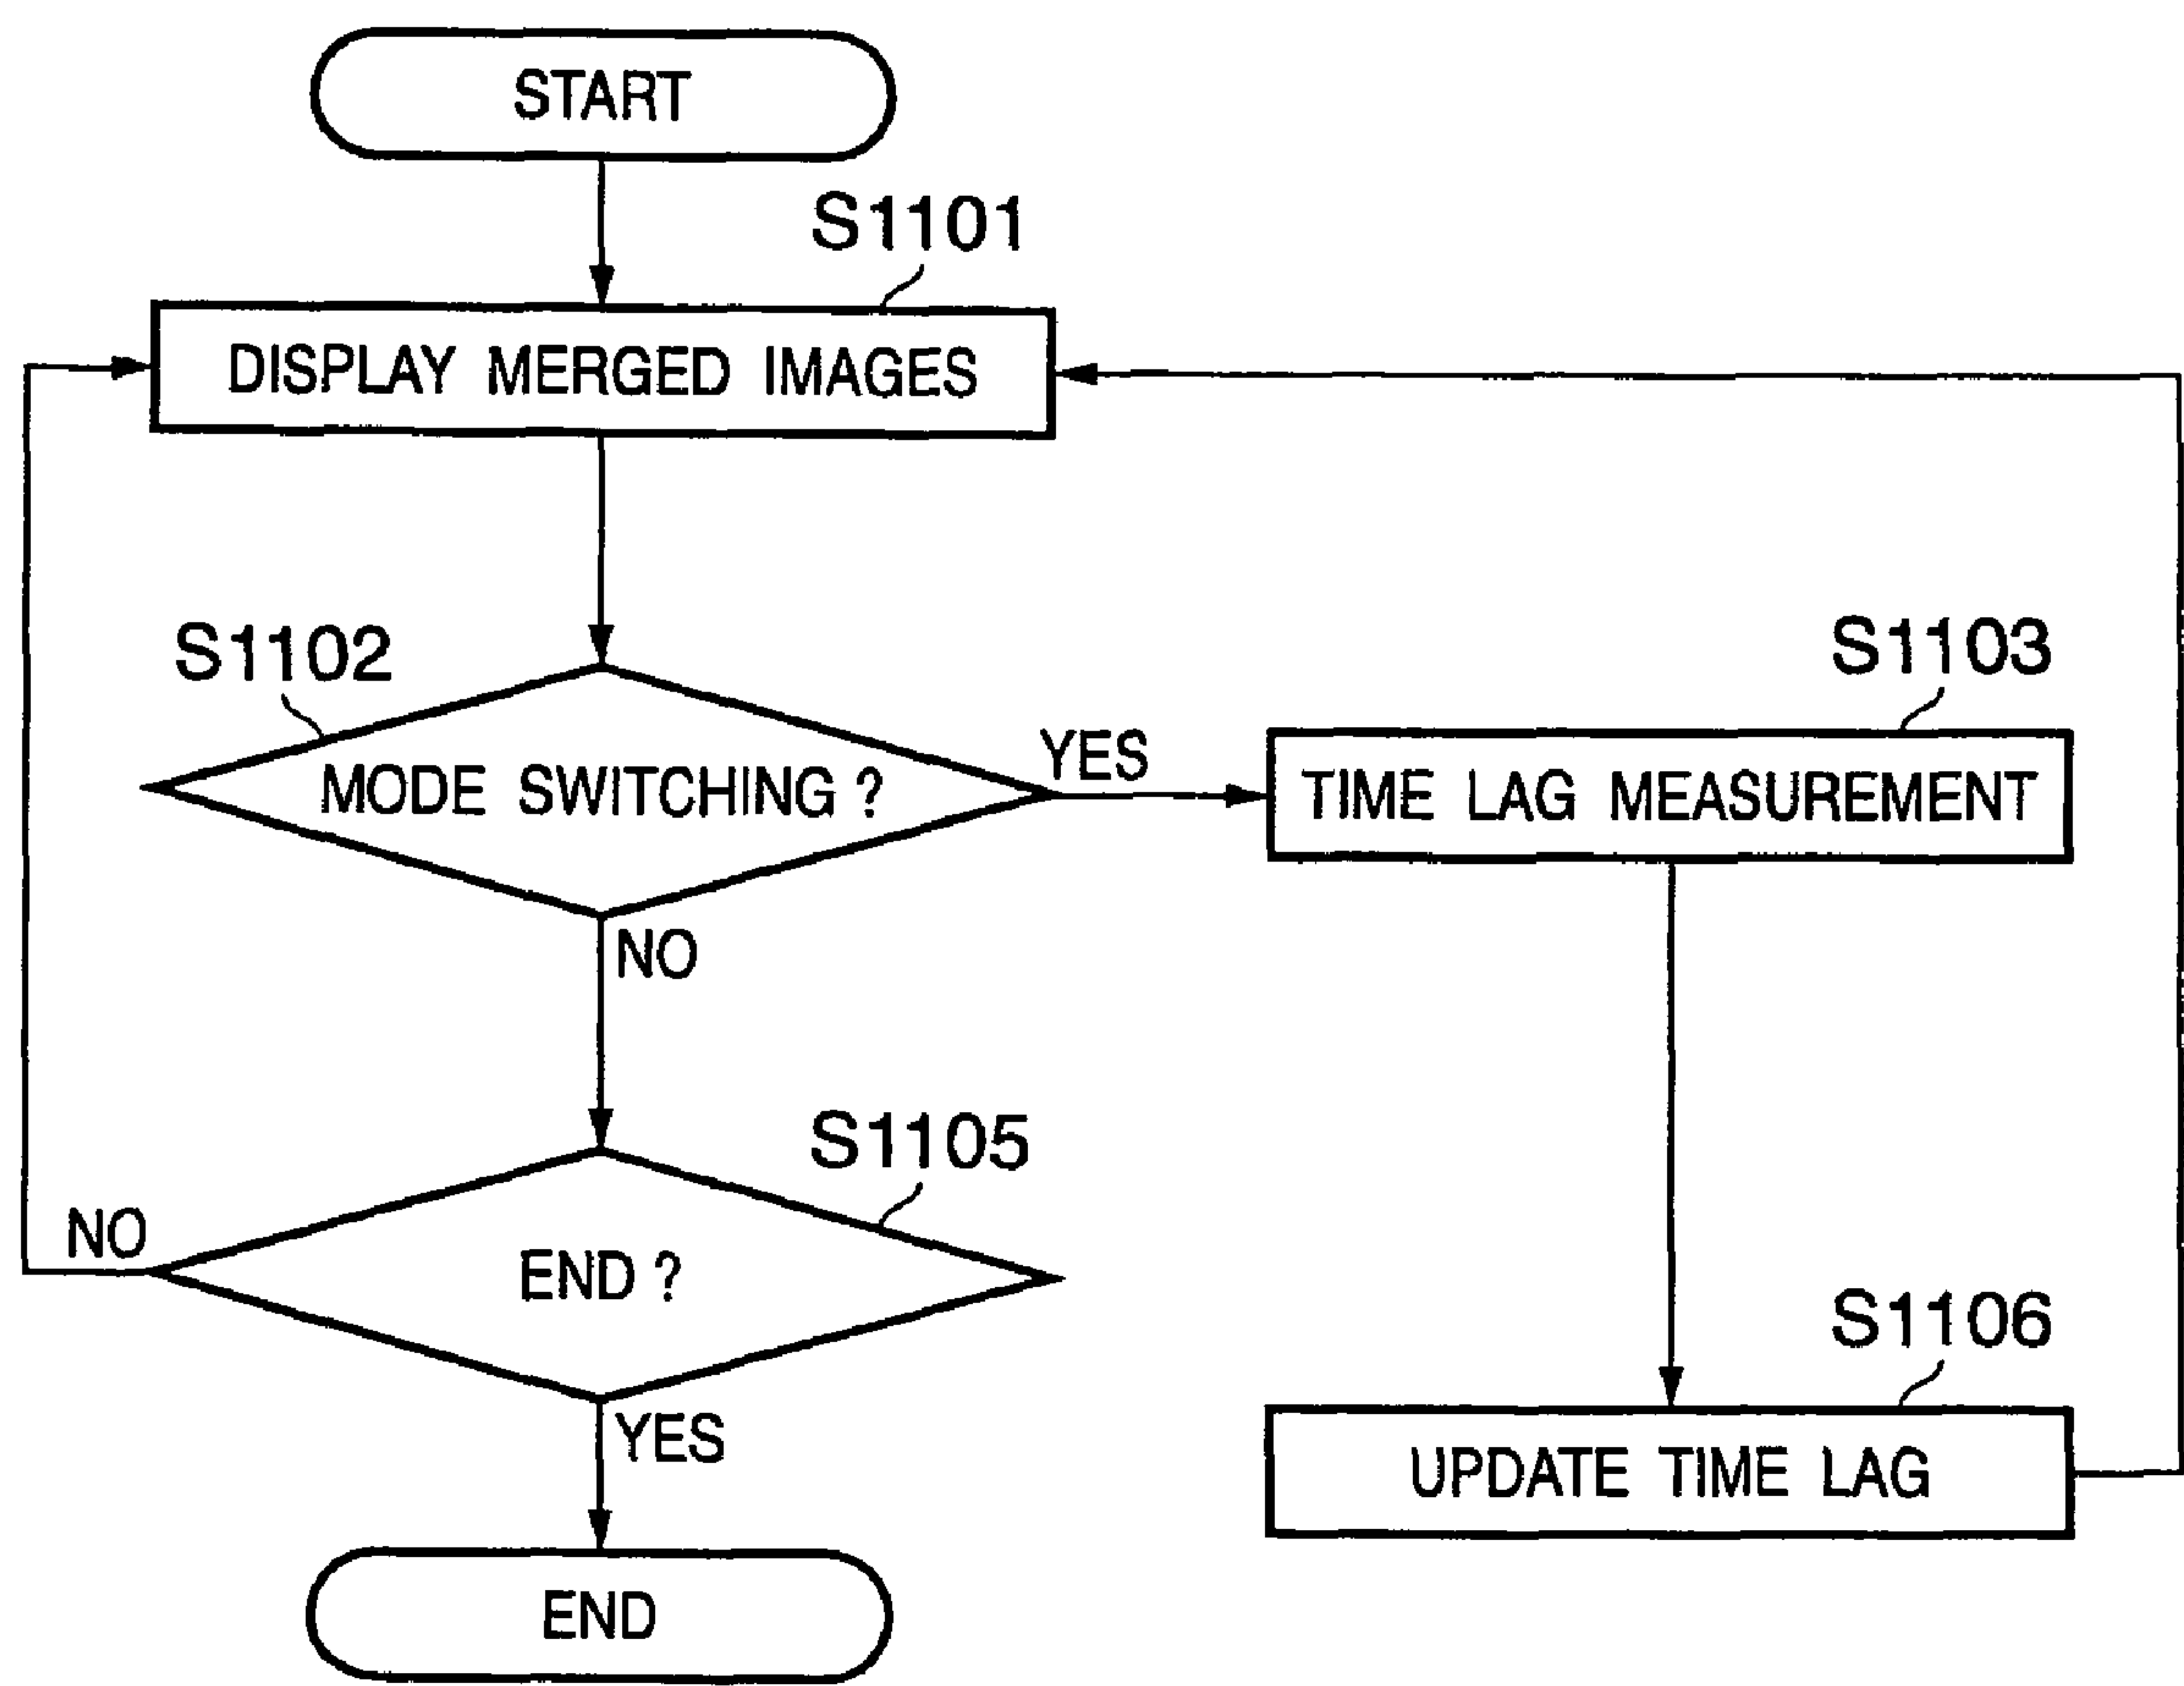 START
S1101
DISPLAY MERGED IMAGES
S1102
MODE SWITCHING ?
YES
S1103
TIME LAG MEASUREMENT
NO
S1105
END ?
NO
YES
S1106
UPDATE TIME LAG
END